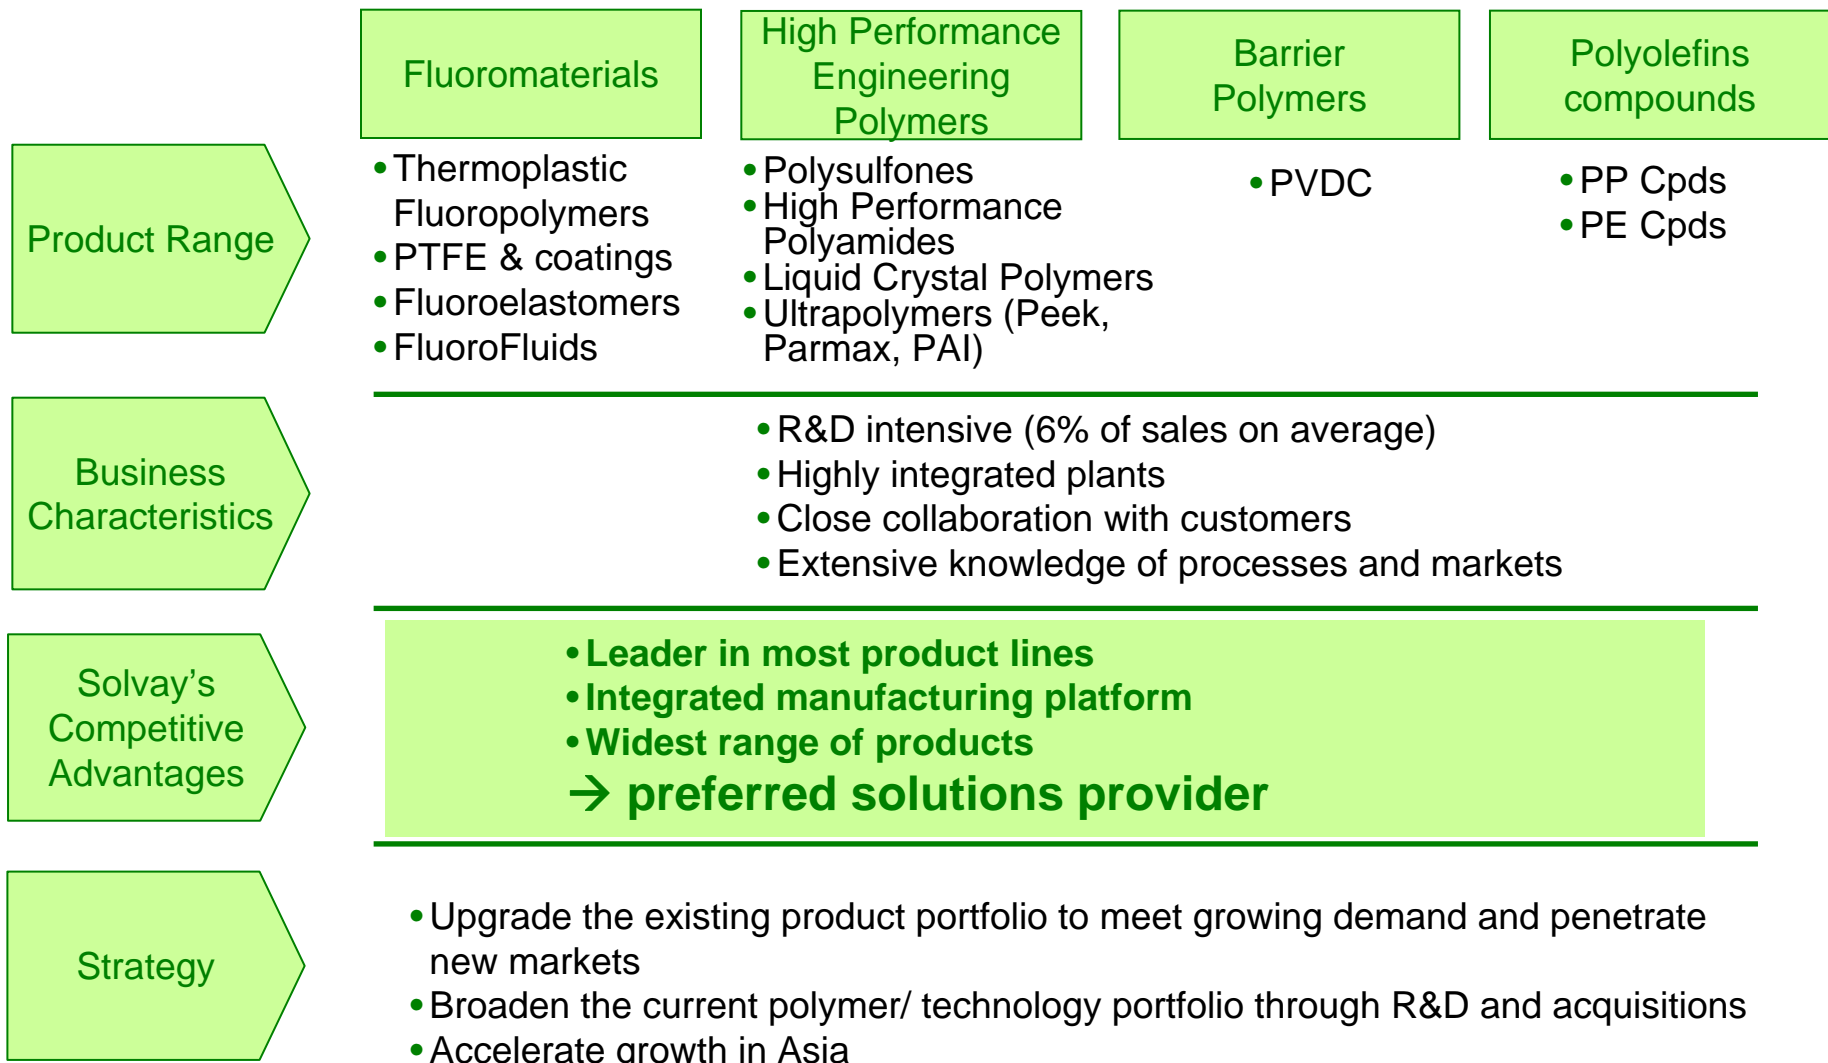 Fluoromaterials
High Performance
Engineering
Polymers
Barrier
Polymers
Polyolefins
compounds
Product Range
• Thermoplastic
Fluoropolymers
• PTFE & coatings
• Fluoroelastomers
• FluoroFluids
• Polysulfones
• High Performance
Polyamides
• Liquid Crystal Polymers
• Ultrapolymers (Peek,
Parmax, PAI)
• PVDC
• PP Cpds
• PE Cpds
Business
Characteristics
• R&D intensive (6% of sales on average)
• Highly integrated plants
• Close collaboration with customers
• Extensive knowledge of processes and markets
Solvay’s
Competitive
Advantages
• Leader in most product lines
• Integrated manufacturing platform
• Widest range of products
→ preferred solutions provider
Strategy
• Upgrade the existing product portfolio to meet growing demand and penetrate
new markets
• Broaden the current polymer/ technology portfolio through R&D and acquisitions
• Accelerate growth in Asia